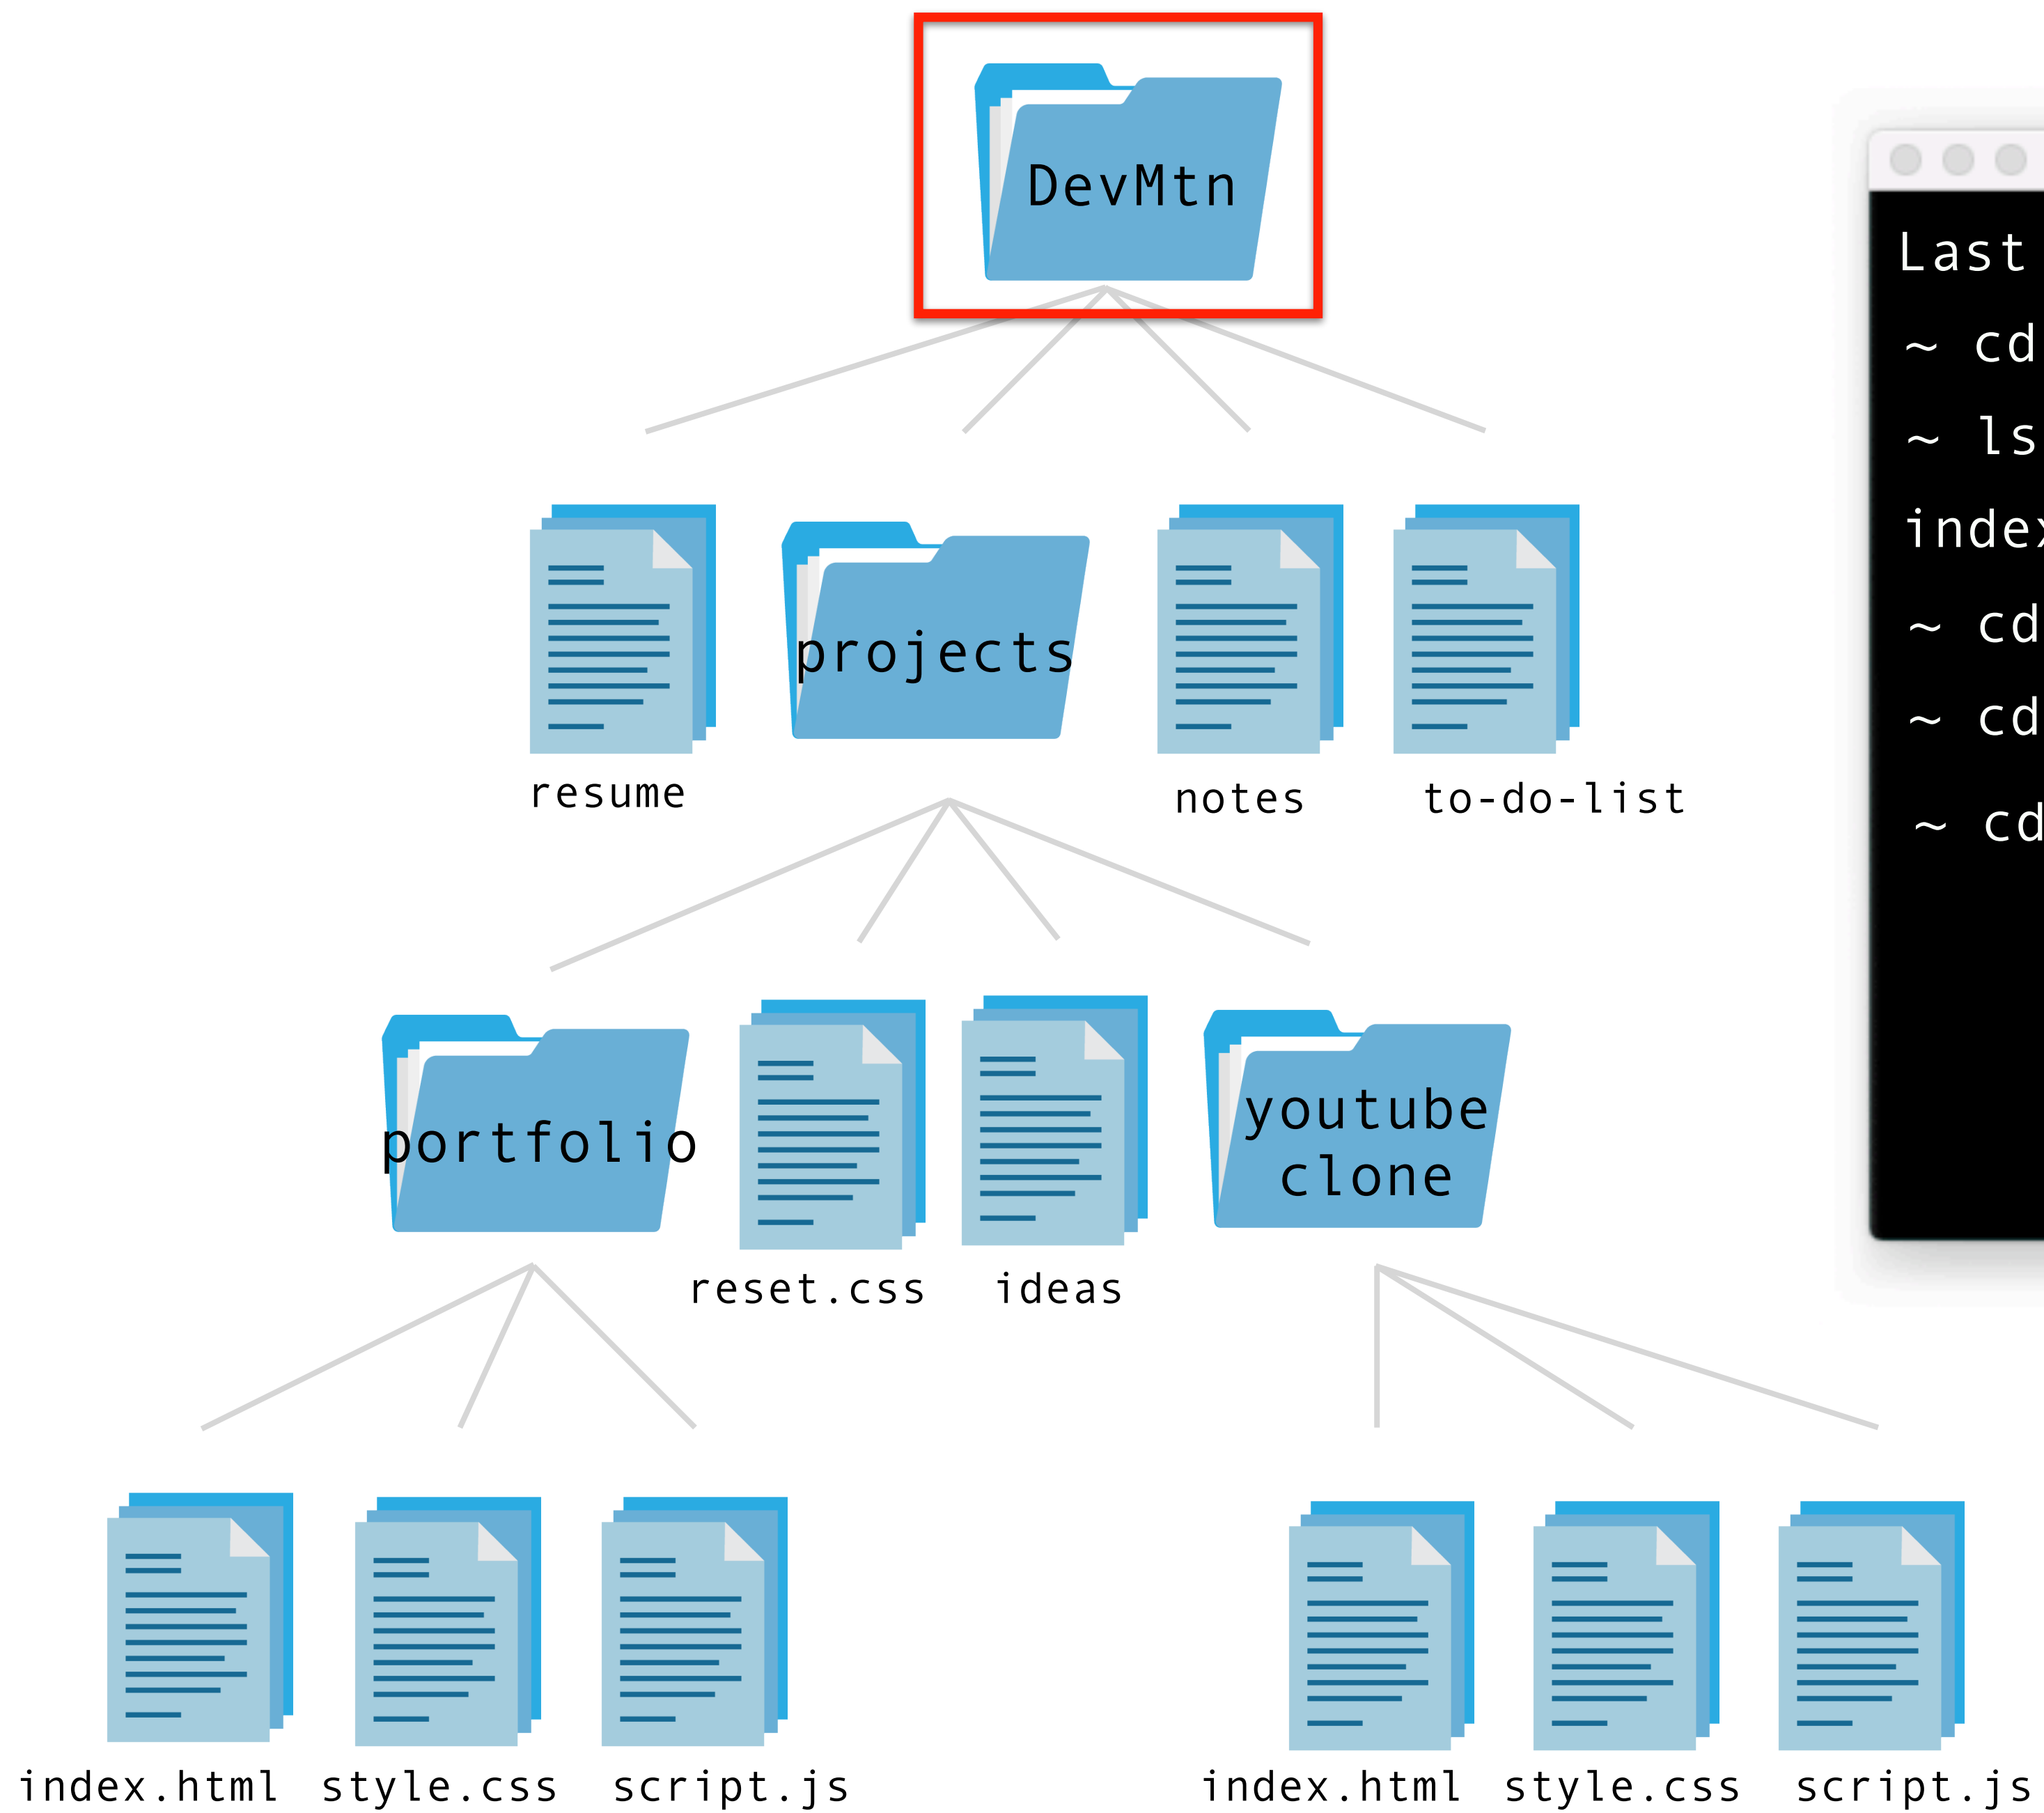 DevMtn
resume
projects
notes
to-do-list
portfolio
reset.css
ideas
youtube
clone
index.html
style.css
script.js
index.html
style.css
script.js
Last
~ cd
~ ls
index
~ cd
~ cd
~ cd